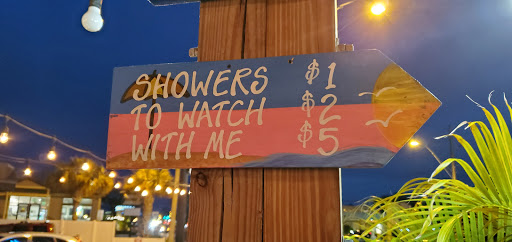 SHOWERS $1
TO WATCH $2
WITH ME $5